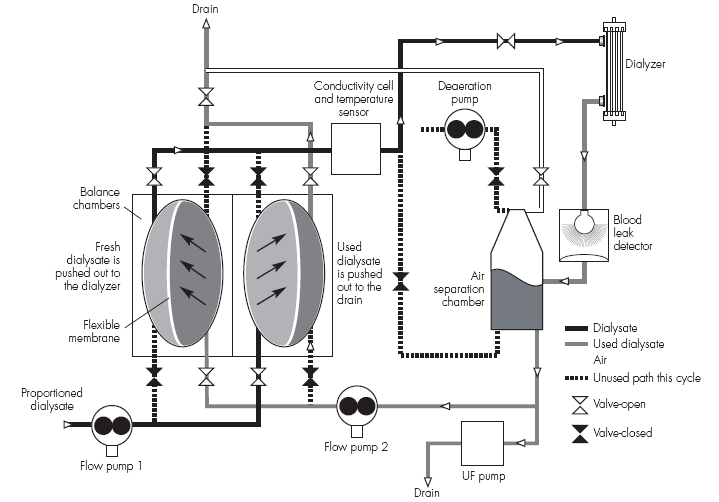 Drain
Dialyzer
Conductivity cell
and temperature
sensor
Deaeration
pump
Balance
chambers
Fresh
dialysate is
pushed out to
the dialyzer
Flexible
membrane
Used
dialysate
is pushed
out to the
drain
Air
separation
chamber
Blood
leak
detector
Proportioned
dialysate
Flow pump 1
Flow pump 2
UF pump
Drain
Dialysate
Used dialysate
Air
Unused path this cycle
Valve-open
Valve-closed